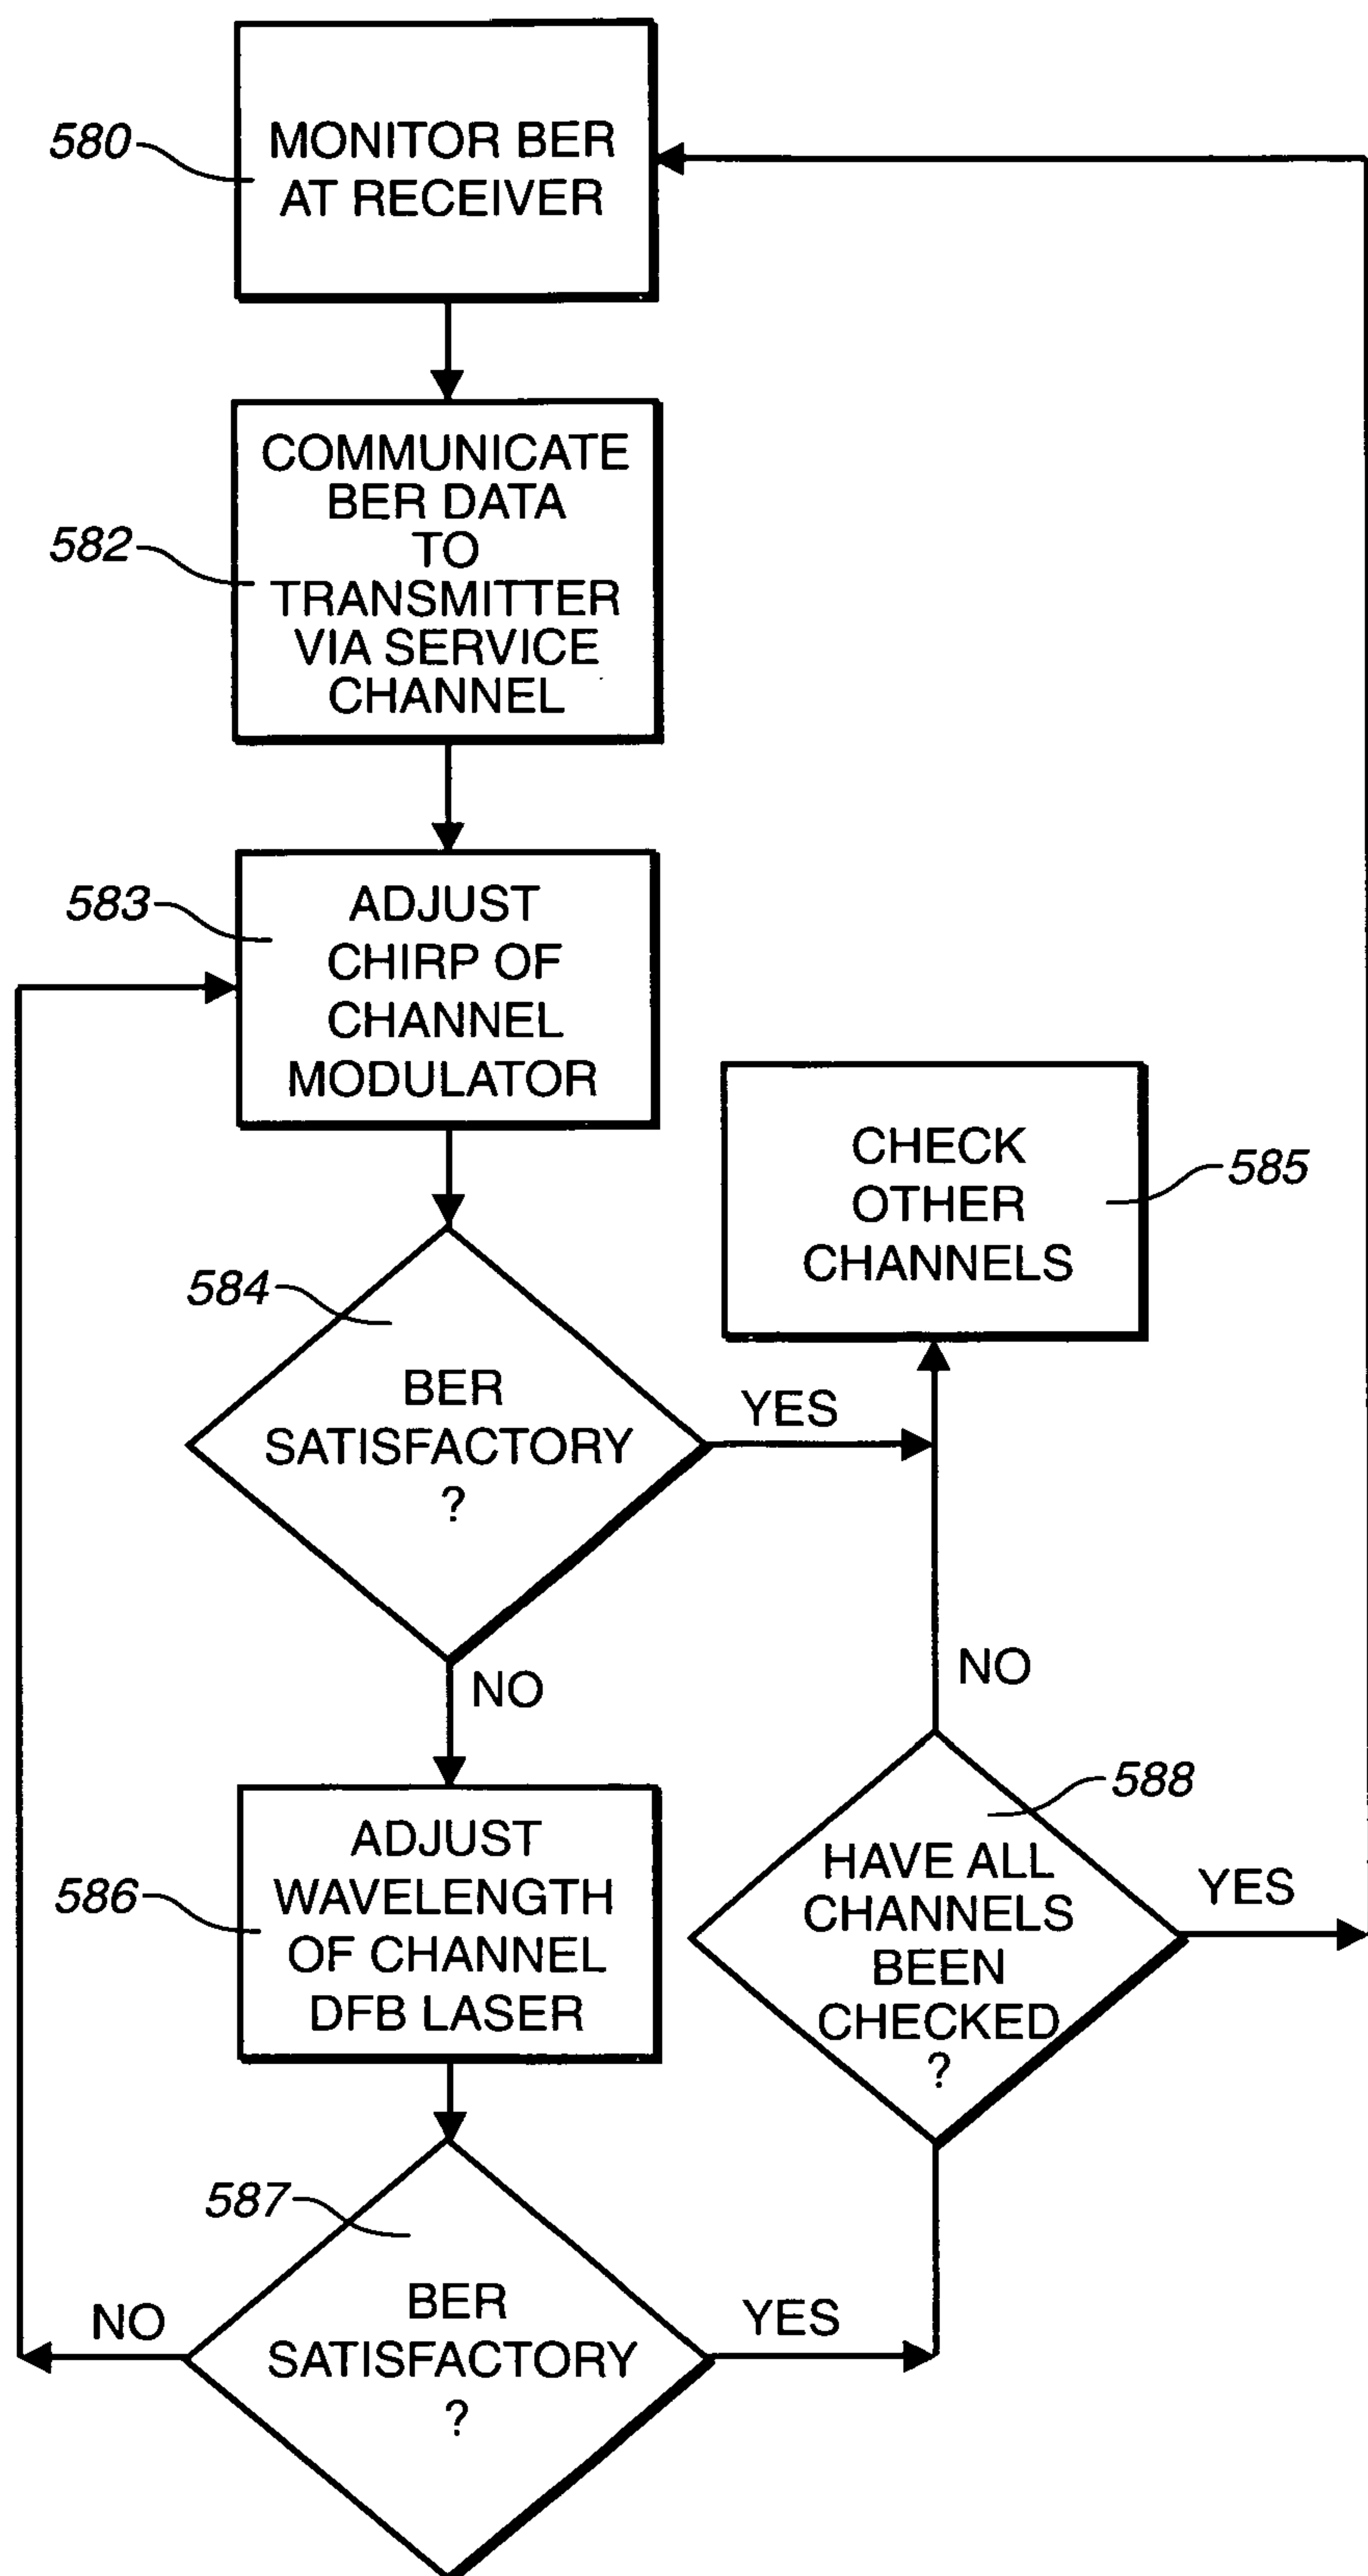 580
MONITOR BER
AT RECEIVER
582
COMMUNICATE
BER DATA
TO
TRANSMITTER
VIA SERVICE
CHANNEL
583
ADJUST
CHIRP OF
CHANNEL
MODULATOR
CHECK
OTHER
CHANNELS
585
584
BER
SATISFACTORY
?
YES
NO
NO
586
ADJUST
WAVELENGTH
OF CHANNEL
DFB LASER
588
HAVE ALL
CHANNELS
BEEN
CHECKED
?
YES
587
BER
SATISFACTORY
?
NO
YES